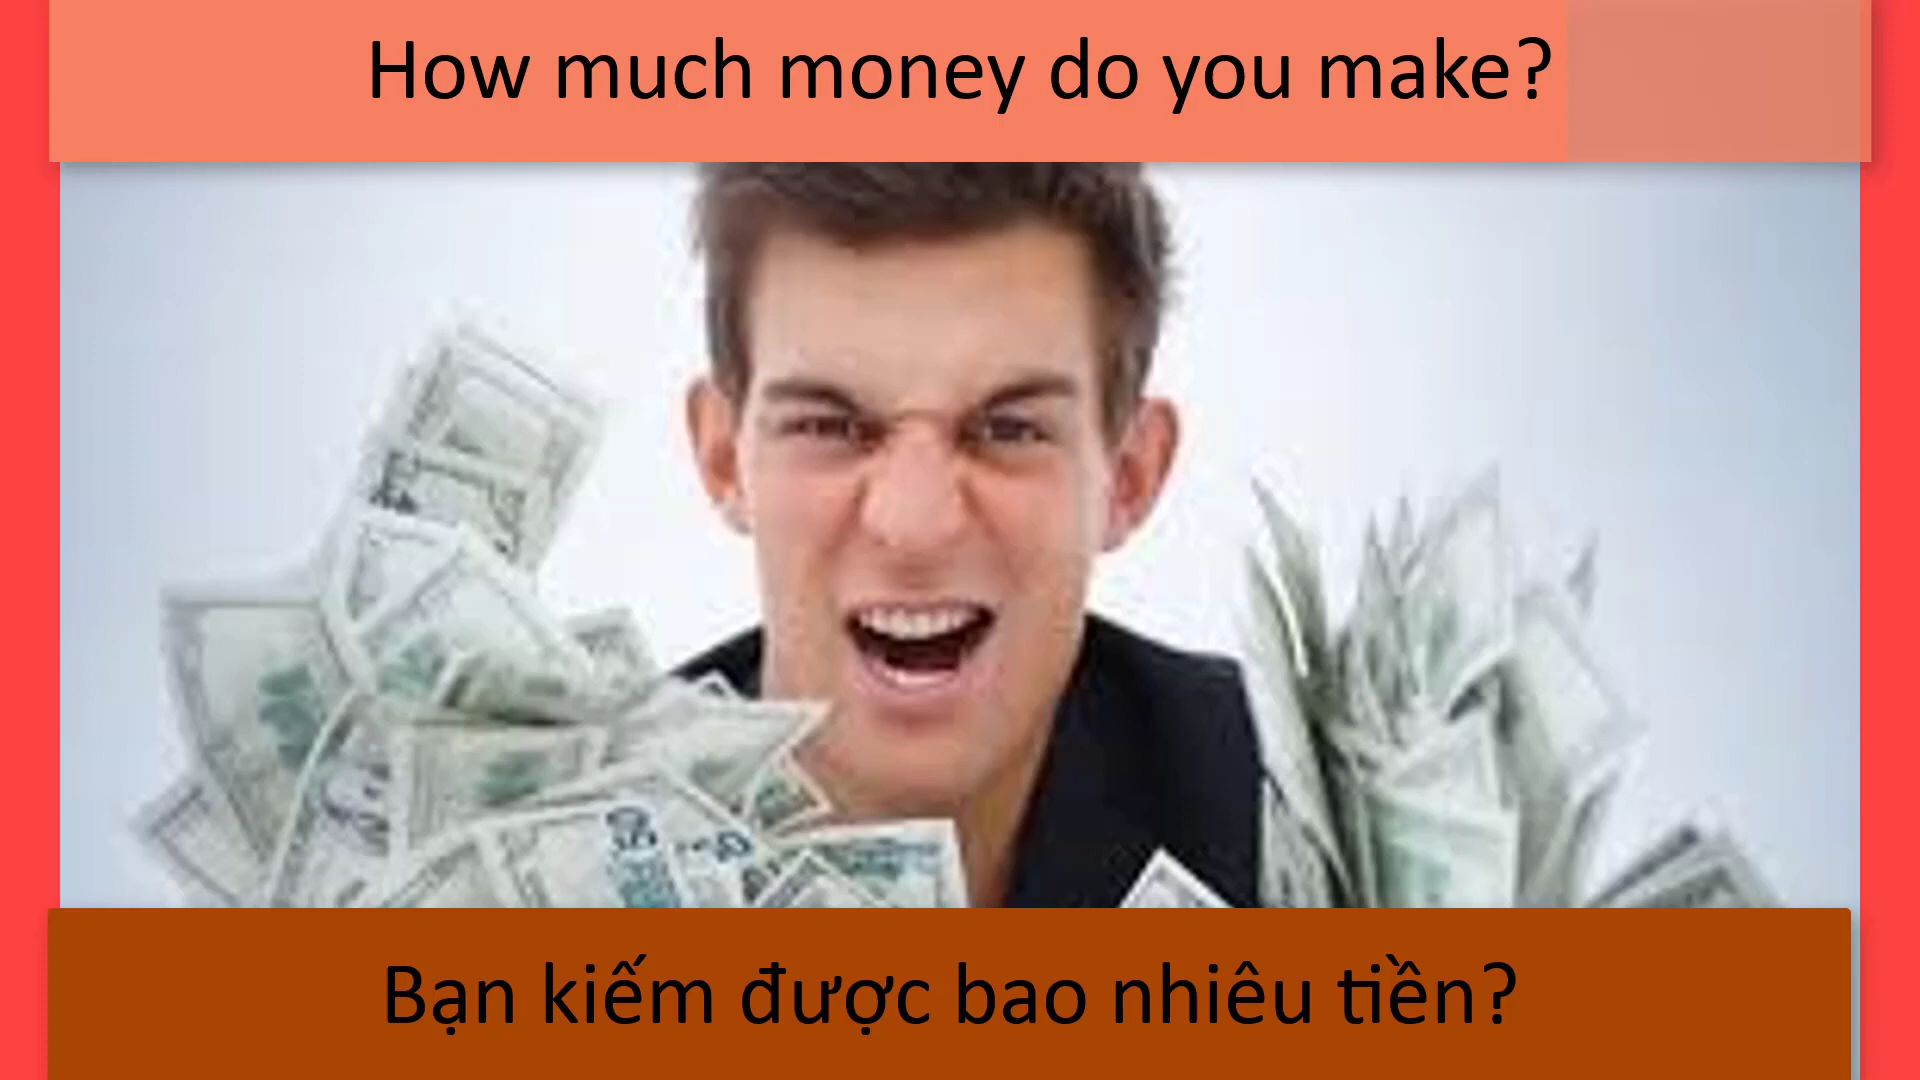 How much money do you make?
Bạn kiếm được bao nhiêu tiền?